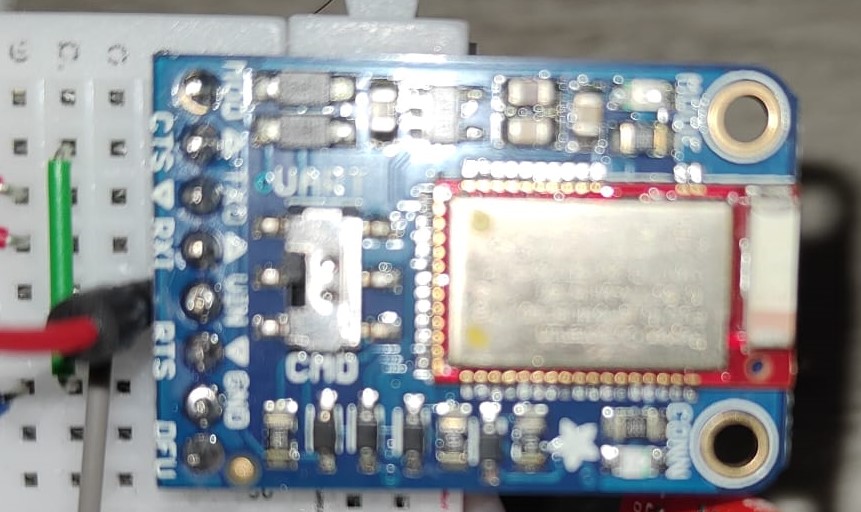 MOD
CTS
TXO
UART
RXI
VIN
RTS
CMD
GND
CONN
DFU